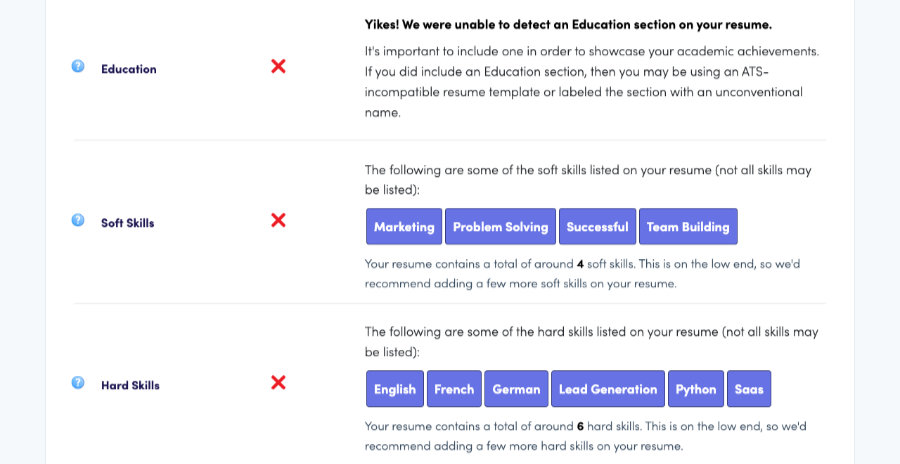 Yikes! We were unable to detect an Education section on your resume.
Education
It's important to include one in order to showcase your academic achievements.
If you did include an Education section, then you may be using an ATS-
incompatible resume template or labeled the section with an unconventional
name.
The following are some of the soft skills listed on your resume (not all skills may
be listed):
Soft Skills
Marketing Problem Solving Successful Team Building
Your resume contains a total of around 4 soft skills. This is on the low end, so we'd
recommend adding a few more soft skills on your resume.
The following are some of the hard skills listed on your resume (not all skills may
be listed):
Hard Skills
English French German Lead Generation Python Saas
Your resume contains a total of around 6 hard skills. This is on the low end, so we'd
recommend adding a few more hard skills on your resume.